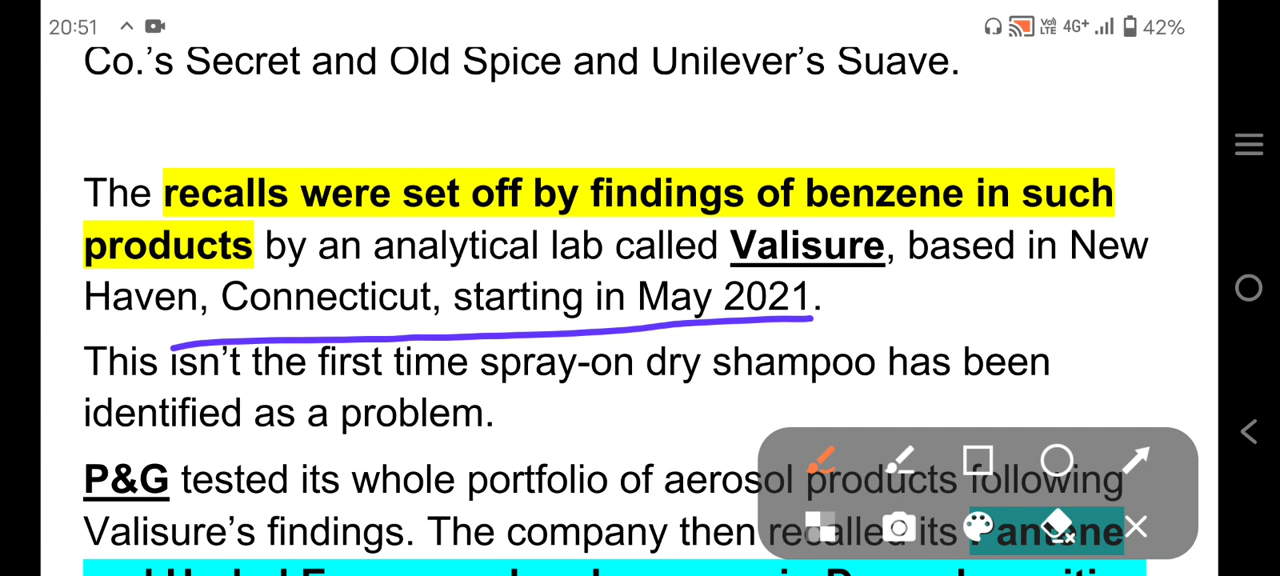 20:51
Vo) LTE 4G+ 42%
Co.'s Secret and Old Spice and Unilever's Suave.
The recalls were set off by findings of benzene in such
products by an analytical lab called Valisure, based in New
Haven, Connecticut, starting in May 2021.
This isn't the first time spray-on dry shampoo has been
identified as a problem.
P&G tested its whole portfolio of aerosol products following
Valisure's findings. The company then recalled its Pantene